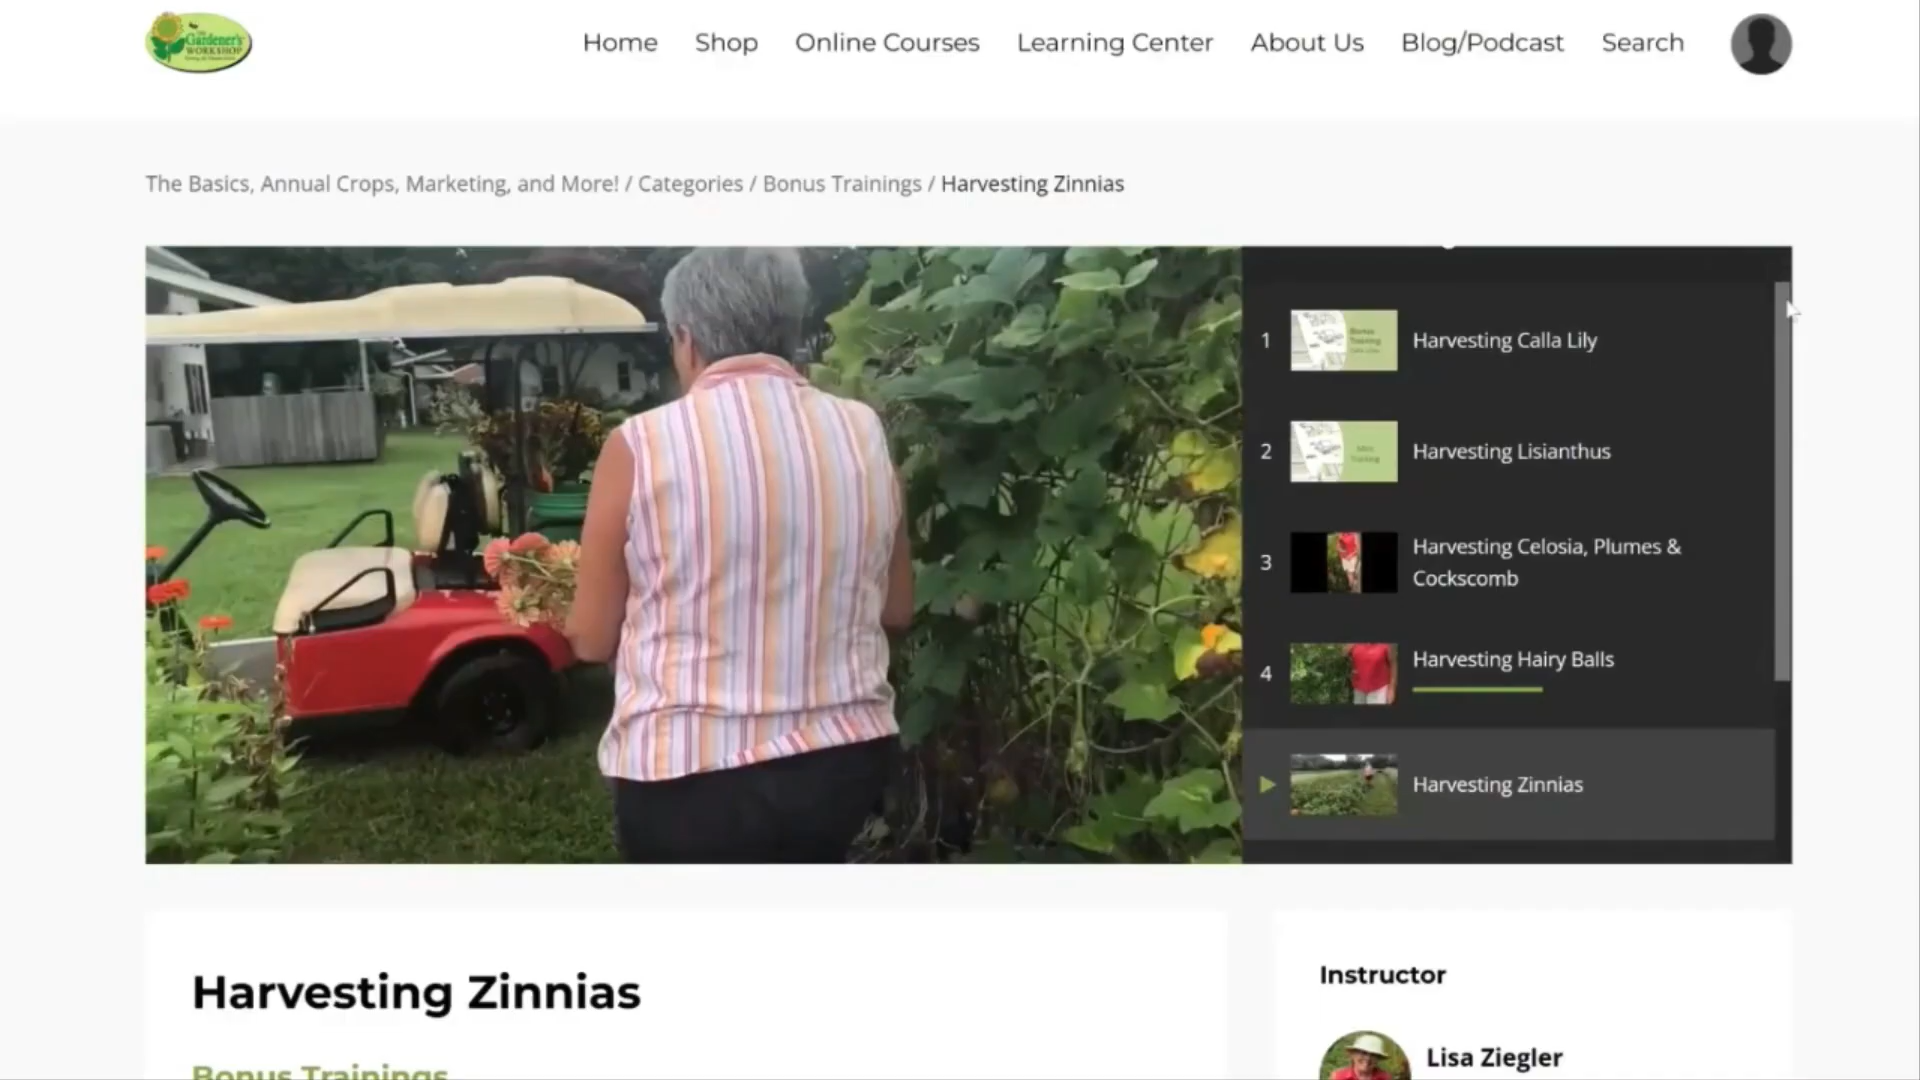 Gardener's
WORKSHOP
Home Shop Online Courses Learning Center About Us Blog/Podcast Search
The Basics, Annual Crops, Marketing, and More! / Categories / Bonus Trainings / Harvesting Zinnias
1 Harvesting Calla Lily
2 Harvesting Lisianthus
3 Harvesting Celosia, Plumes &
Cockscomb
4 Harvesting Hairy Balls
Harvesting Zinnias
Harvesting Zinnias
Bonus Trainings
Instructor
Lisa Ziegler